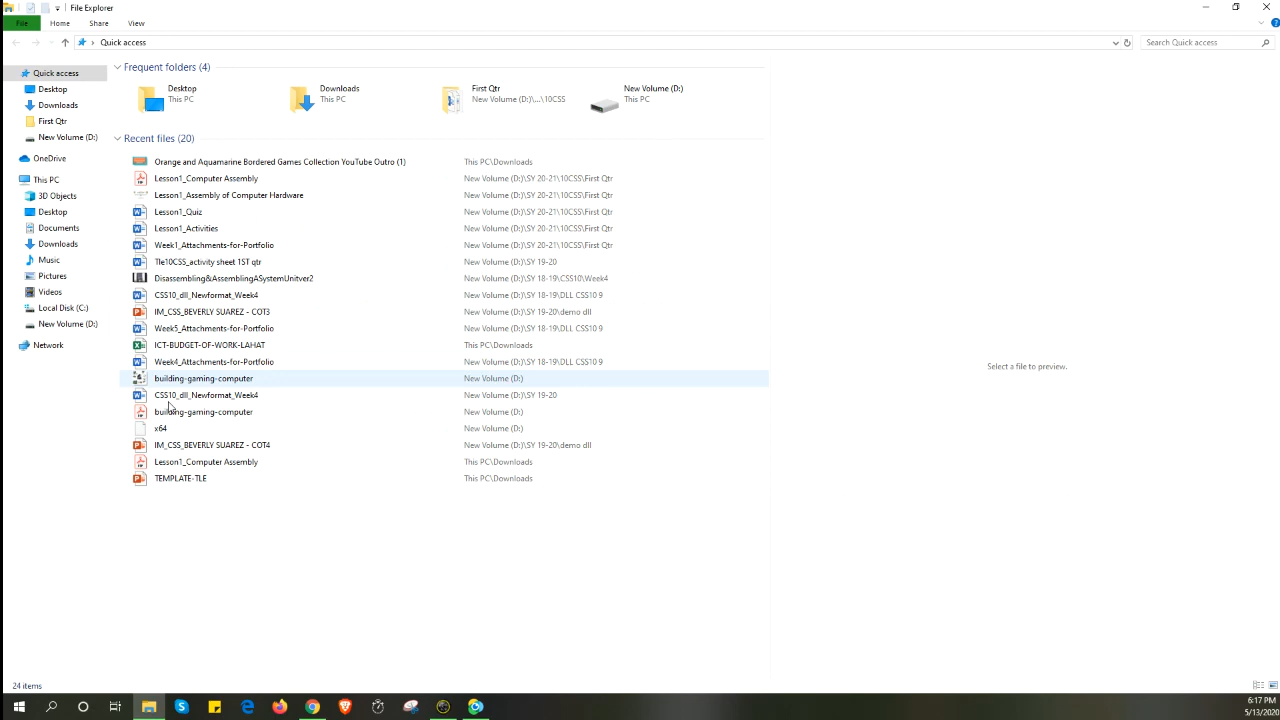 File Explorer
File Home Share View
Quick access
Search Quick access
Quick access
Desktop
Downloads
First Qtr
New Volume (D:)
OneDrive
This PC
3D Objects
Desktop
Documents
Downloads
Music
Pictures
Videos
Local Disk (C:)
New Volume (D:)
Network
Frequent folders (4)
Desktop
This PC
Downloads
This PC
First Qtr
New Volume (D:)\...\10CSS
New Volume (D:)
This PC
Recent files (20)
Orange and Aquamarine Bordered Games Collection YouTube Outro (1) This PC\Downloads
Lesson1_Computer Assembly New Volume (D:)\SY 20-21\10CSS\First Qtr
Lesson1_Assembly of Computer Hardware New Volume (D:)\SY 20-21\10CSS\First Qtr
Lesson1_Quiz New Volume (D:)\SY 20-21\10CSS\First Qtr
Lesson1_Activities New Volume (D:)\SY 20-21\10CSS\First Qtr
Week1_Attachments-for-Portfolio New Volume (D:)\SY 20-21\10CSS\First Qtr
Tle10CSS_activity sheet 1ST qtr New Volume (D:)\SY 19-20
Disassembling&AssemblingASystemUnitver2 New Volume (D:)\SY 18-19\CSS10\Week4
CSS10_dll_Newformat_Week4 New Volume (D:)\SY 18-19\DLL CSS10 9
IM_CSS_BEVERLY SUAREZ - COT3 New Volume (D:)\SY 19-20\demo dll
Week5_Attachments-for-Portfolio New Volume (D:)\SY 18-19\DLL CSS10 9
ICT-BUDGET-OF-WORK-LAHAT This PC\Downloads
Week4_Attachments-for-Portfolio New Volume (D:)\SY 18-19\DLL CSS10 9
building-gaming-computer New Volume (D:)
CSS10_dll_Newformat_Week4 New Volume (D:)\SY 19-20
building-gaming-computer New Volume (D:)
x64 New Volume (D:)
IM_CSS_BEVERLY SUAREZ - COT4 New Volume (D:)\SY 19-20\demo dll
Lesson1_Computer Assembly This PC\Downloads
TEMPLATE-TLE This PC\Downloads
Select a file to preview.
24 items
6:17 PM
5/13/2020